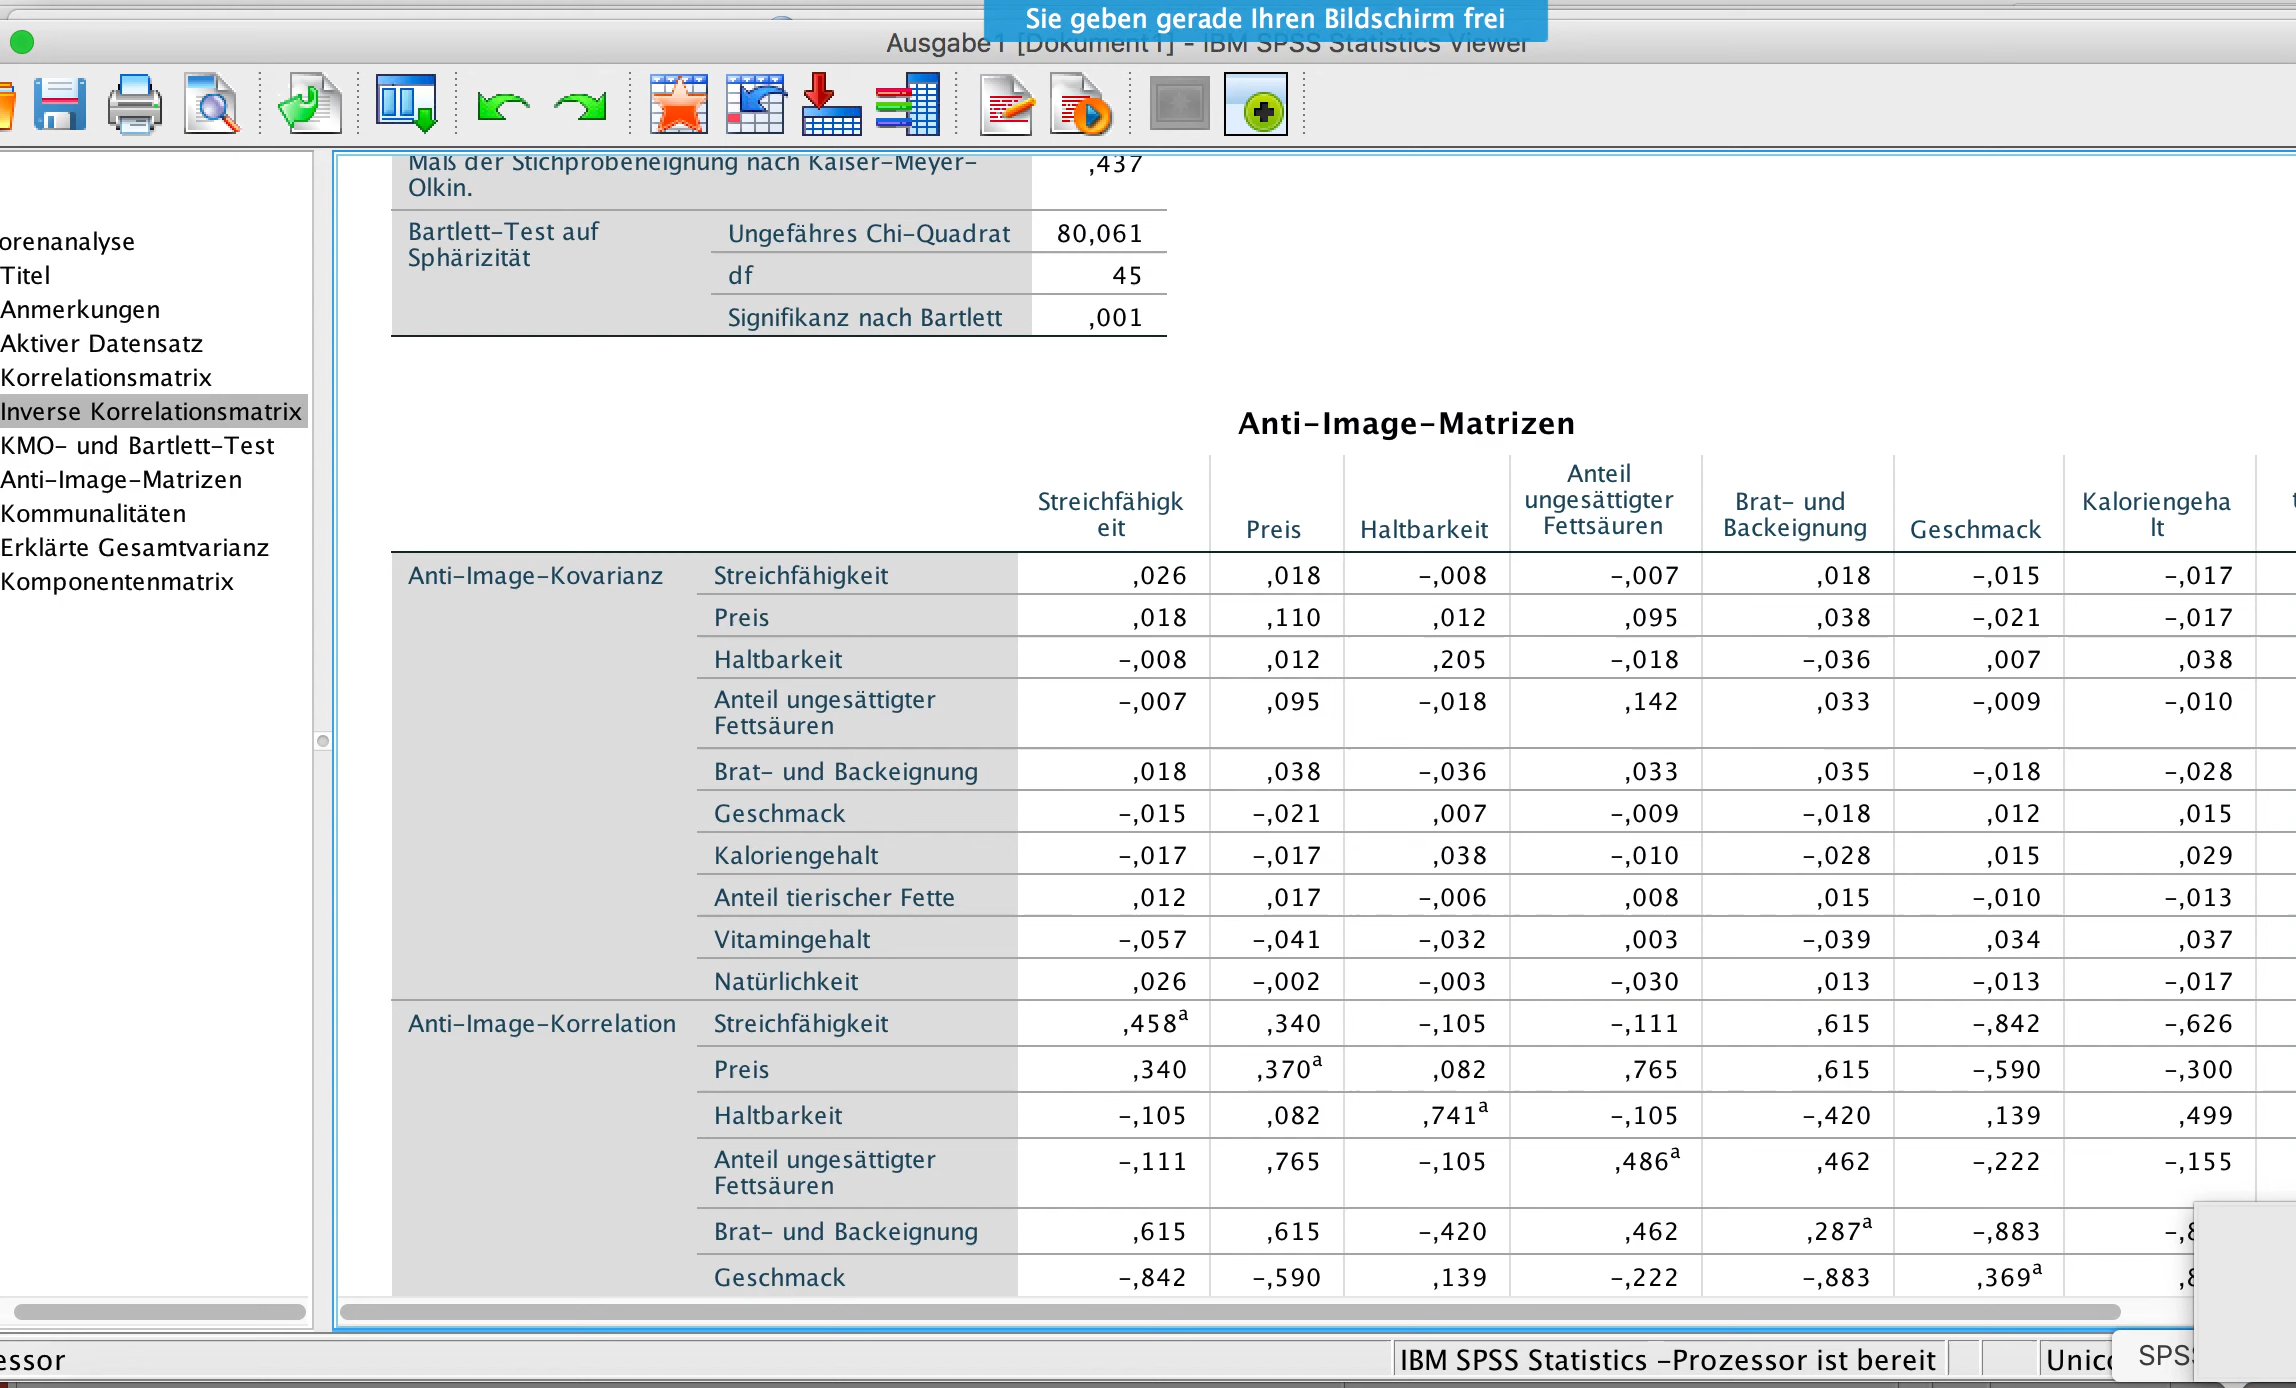 Sie geben gerade Ihren Bildschirm frei
Ausgabe1 [Dokument1] - IBM SPSS Statistics Viewer
orenanalyse
Titel
Anmerkungen
Aktiver Datensatz
Korrelationsmatrix
Inverse Korrelationsmatrix
KMO- und Bartlett-Test
Anti-Image-Matrizen
Kommunalitäten
Erklärte Gesamtvarianz
Komponentenmatrix
Maß der Stichprobeneignung nach Kaiser-Meyer-
Olkin. ,437
Bartlett-Test auf
Sphärizität
Ungefähres Chi-Quadrat 80,061
df 45
Signifikanz nach Bartlett ,001
Anti-Image-Matrizen
Streichfähigk
eit
Preis
Haltbarkeit
Anteil
ungesättigter
Fettsäuren
Brat- und
Backeignung
Geschmack
Kaloriengeha
lt
Anti-Image-Kovarianz Streichfähigkeit ,026 ,018 -,008 -,007 ,018 -,015 -,017
Preis ,018 ,110 ,012 ,095 ,038 -,021 -,017
Haltbarkeit -,008 ,012 ,205 -,018 -,036 ,007 ,038
Anteil ungesättigter
Fettsäuren -,007 ,095 -,018 ,142 ,033 -,009 -,010
Brat- und Backeignung ,018 ,038 -,036 ,033 ,035 -,018 -,028
Geschmack -,015 -,021 ,007 -,009 -,018 ,012 ,015
Kaloriengehalt -,017 -,017 ,038 -,010 -,028 ,015 ,029
Anteil tierischer Fette ,012 ,017 -,006 ,008 ,015 -,010 -,013
Vitamingehalt -,057 -,041 -,032 ,003 -,039 ,034 ,037
Natürlichkeit ,026 -,002 -,003 -,030 ,013 -,013 -,017
Anti-Image-Korrelation Streichfähigkeit ,458a ,340 -,105 -,111 ,615 -,842 -,626
Preis ,340 ,370a ,082 ,765 ,615 -,590 -,300
Haltbarkeit -,105 ,082 ,741a -,105 -,420 ,139 ,499
Anteil ungesättigter
Fettsäuren -,111 ,765 -,105 ,486a ,462 -,222 -,155
Brat- und Backeignung ,615 ,615 -,420 ,462 ,287a -,883 -,8
Geschmack -,842 -,590 ,139 -,222 -,883 ,369a ,8
essor
IBM SPSS Statistics -Prozessor ist bereit
Unico
SPSS